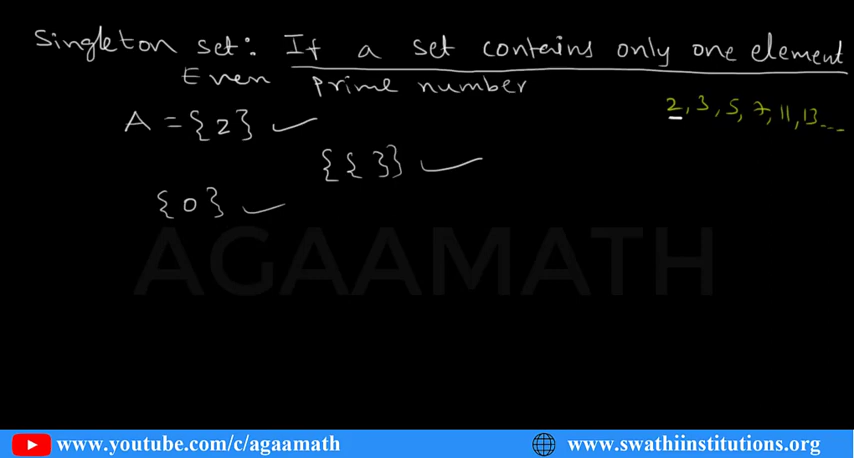 Singleton set: If a set contains only one element
Even prime number
2, 3, 5, 7, 11, 13...
A = {2}
{{ }}
{0}
AGAAMATH
www.youtube.com/c/agaamath
www.swathiinstitutions.org